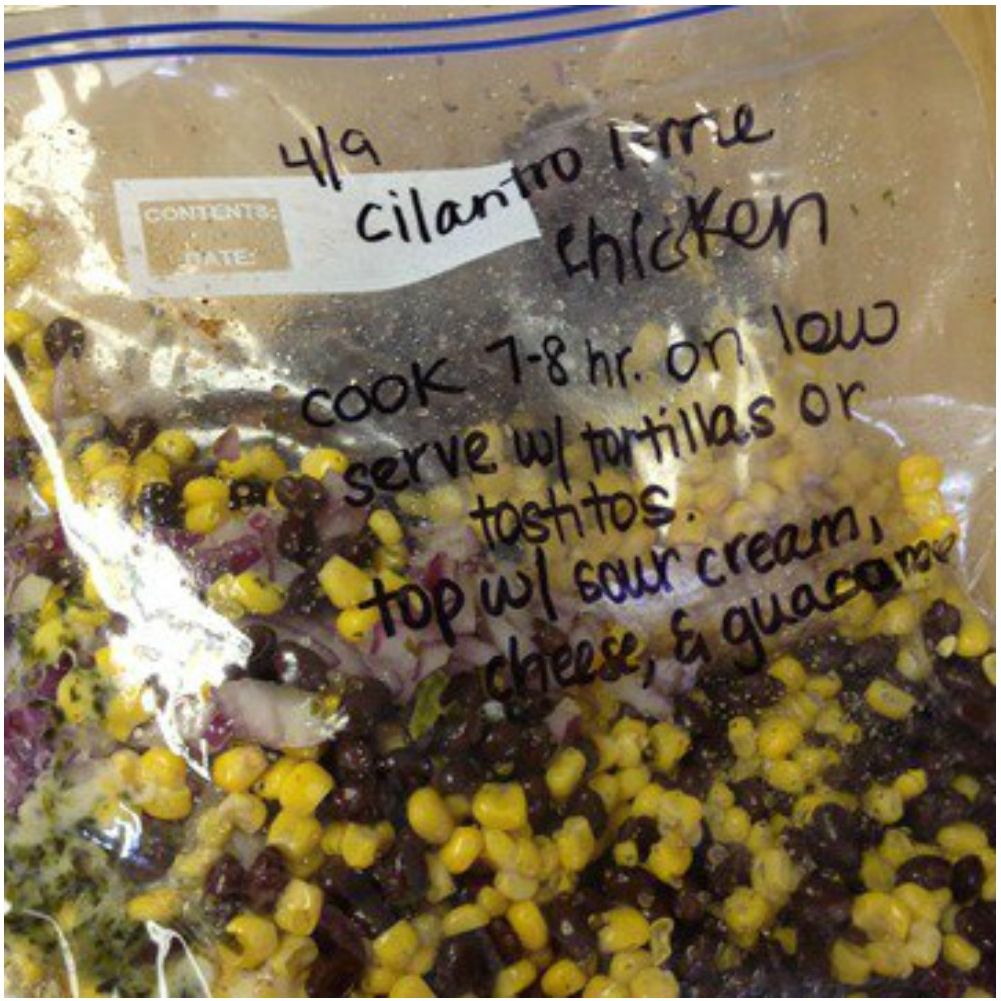 4/9
cilantro lime
CONTENTS:
chicken
DATE:
cook 7-8 hr. on low
serve w/ tortillas or
tostitos.
top w/ sour cream,
cheese, &